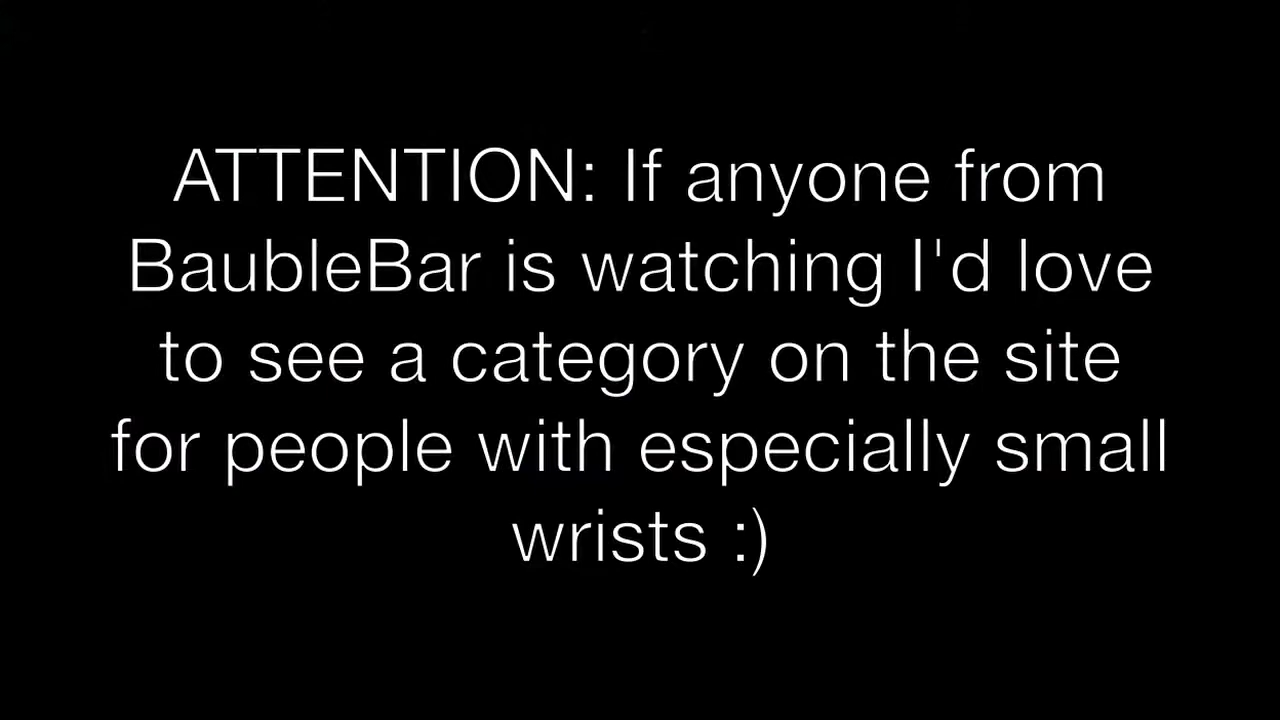 ATTENTION: If anyone from
BaubleBar is watching I'd love
to see a category on the site
for people with especially small
wrists :)